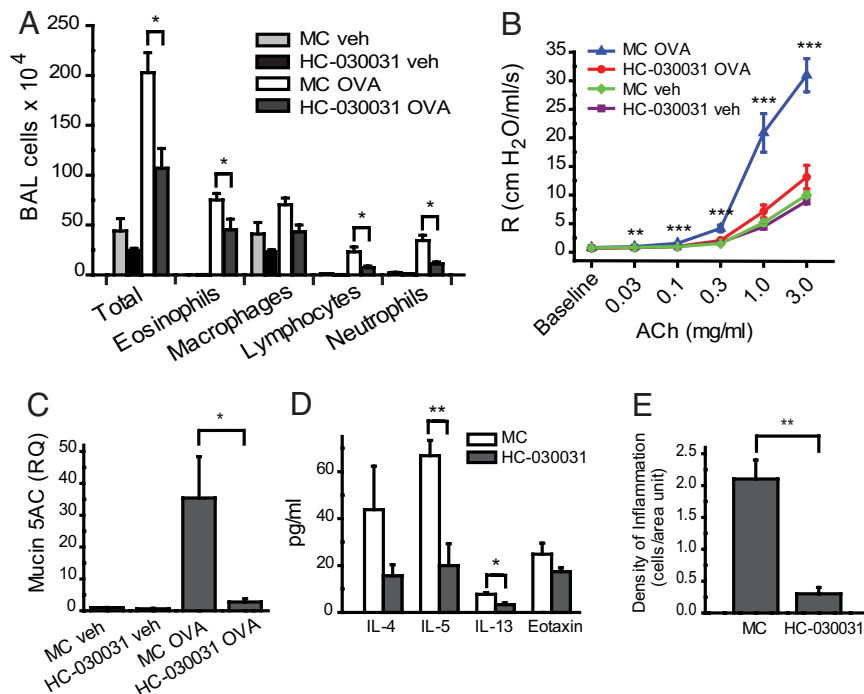 A
BAL cells x 10⁴
250
200
150
100
50
0
*
*
*
*
MC veh
HC-030031 veh
MC OVA
HC-030031 OVA
Total
Eosinophils
Macrophages
Lymphocytes
Neutrophils
B
R (cm H₂O/ml/s)
35
30
25
20
15
10
5
0
MC OVA
HC-030031 OVA
MC veh
HC-030031 veh
**
***
***
***
***
Baseline
0.03
0.1
0.3
1.0
3.0
ACh (mg/ml)
C
Mucin 5AC (RQ)
50
40
30
20
10
0
*
MC veh
HC-030031 veh
MC OVA
HC-030031 OVA
D
pg/ml
60
40
20
0
**
*
MC
HC-030031
IL-4
IL-5
IL-13
Eotaxin
E
Density of Inflammation
(cells/area unit)
2.5
2.0
1.5
1.0
0.5
0.0
**
MC
HC-030031